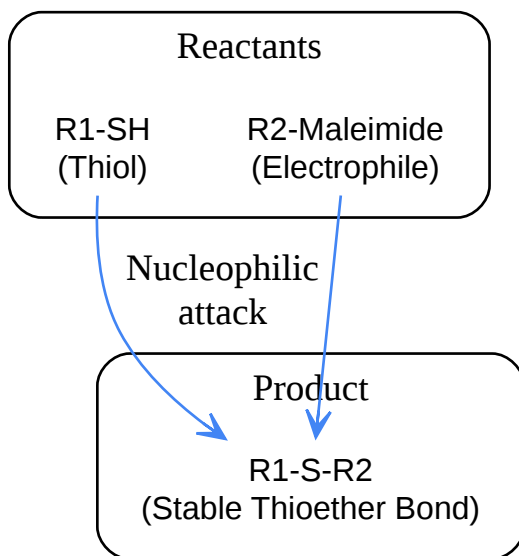 Reactants
R1-SH
(Thiol)
R2-Maleimide
(Electrophile)
Nucleophilic
attack
Product
R1-S-R2
(Stable Thioether Bond)